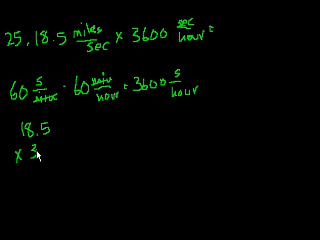 25, 18.5 miles/sec x 3600 sec/hour =
60 s/min · 60 min/hour = 3600 s/hour
18.5
x 3